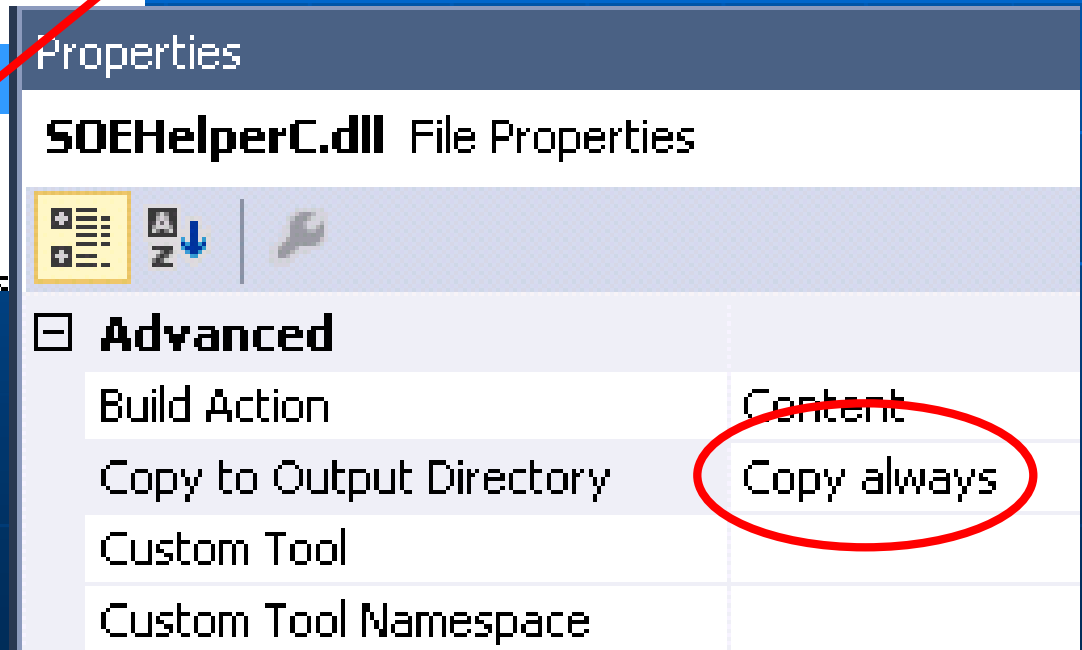 Properties
SOEHelperC.dll File Properties
Advanced
Build Action Content
Copy to Output Directory Copy always
Custom Tool
Custom Tool Namespace